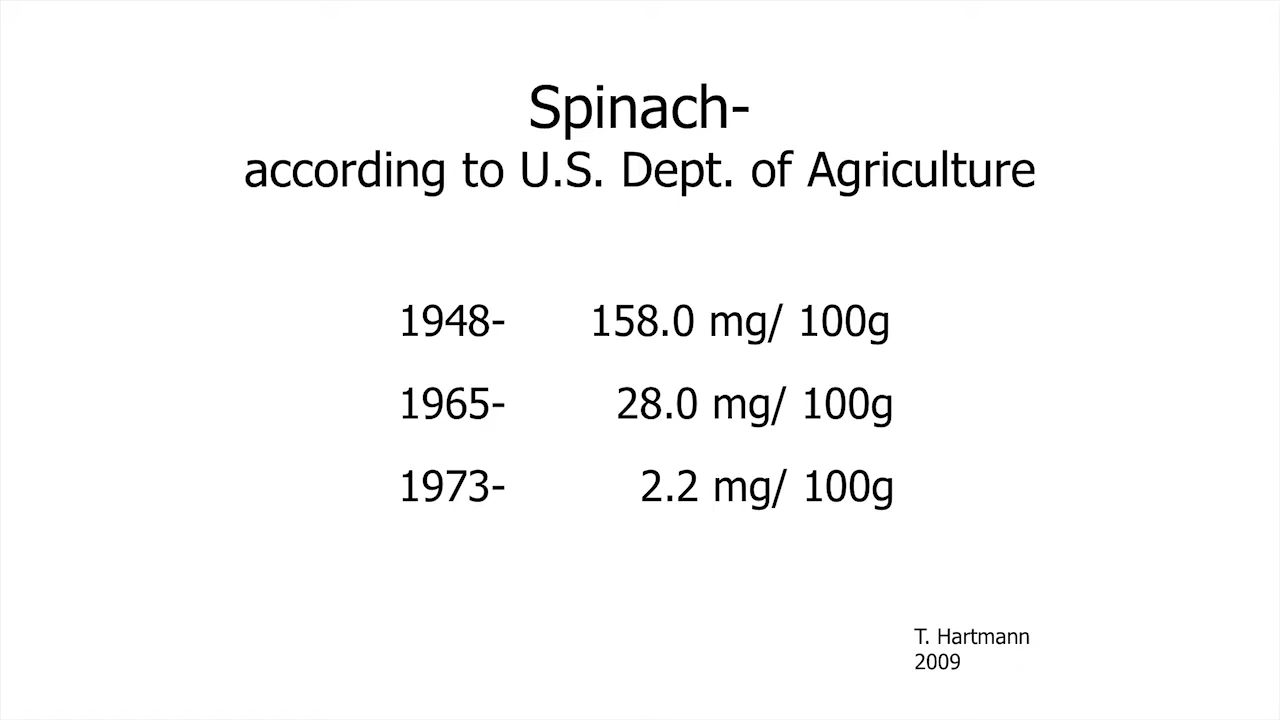 Spinach-
according to U.S. Dept. of Agriculture
1948- 158.0 mg/ 100g
1965- 28.0 mg/ 100g
1973- 2.2 mg/ 100g
T. Hartmann
2009